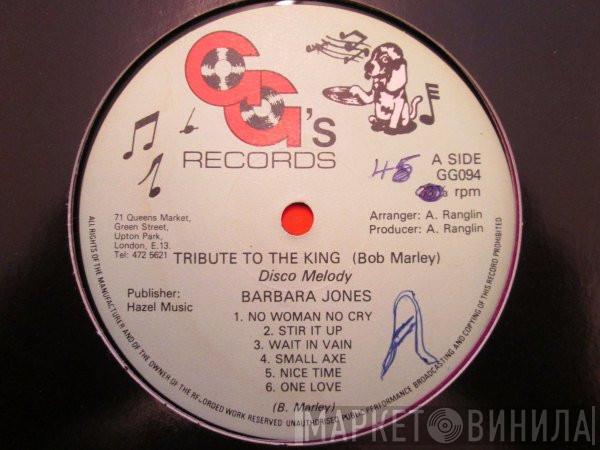 GG's
RECORDS
45
A SIDE
GG094
rpm
71 Queens Market,
Green Street,
Upton Park,
London, E.13.
Tel: 472 5621
Arranger: A. Ranglin
Producer: A. Ranglin
TRIBUTE TO THE KING (Bob Marley)
Disco Melody
Publisher:
Hazel Music
BARBARA JONES
1. NO WOMAN NO CRY
2. STIR IT UP
3. WAIT IN VAIN
4. SMALL AXE
5. NICE TIME
6. ONE LOVE
(B. Marley)
A
ALL RIGHTS OF THE MANUFACTURER AND OF THE OWNER OF THE RECORDED WORK RESERVED UNAUTHORISED PUBLIC PERFORMANCE BROADCASTING AND COPYING OF THIS RECORD PROHIBITED
МАРКЕТ ВИНИЛА